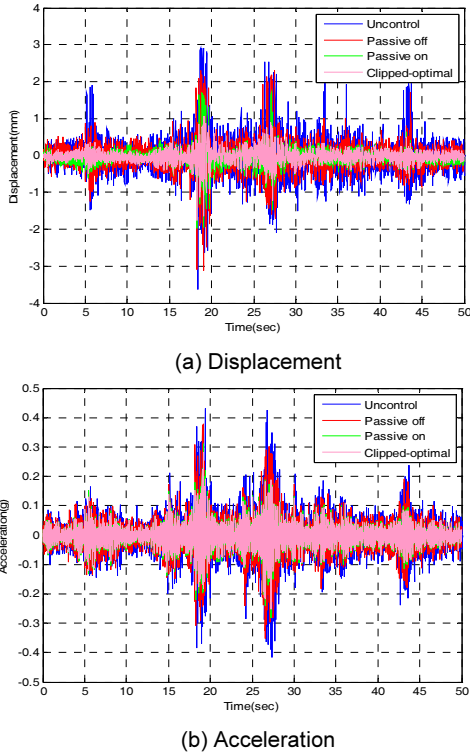 4
3
2
1
0
-1
-2
-3
-4
Displacement(mm)
Uncontrol
Passive off
Passive on
Clipped-optimal
0 5 10 15 20 25 30 35 40 45 50
Time(sec)
(a) Displacement
0.5
0.4
0.3
0.2
0.1
0
-0.1
-0.2
-0.3
-0.4
-0.5
Acceleration(g)
Uncontrol
Passive off
Passive on
Clipped-optimal
0 5 10 15 20 25 30 35 40 45 50
Time(sec)
(b) Acceleration